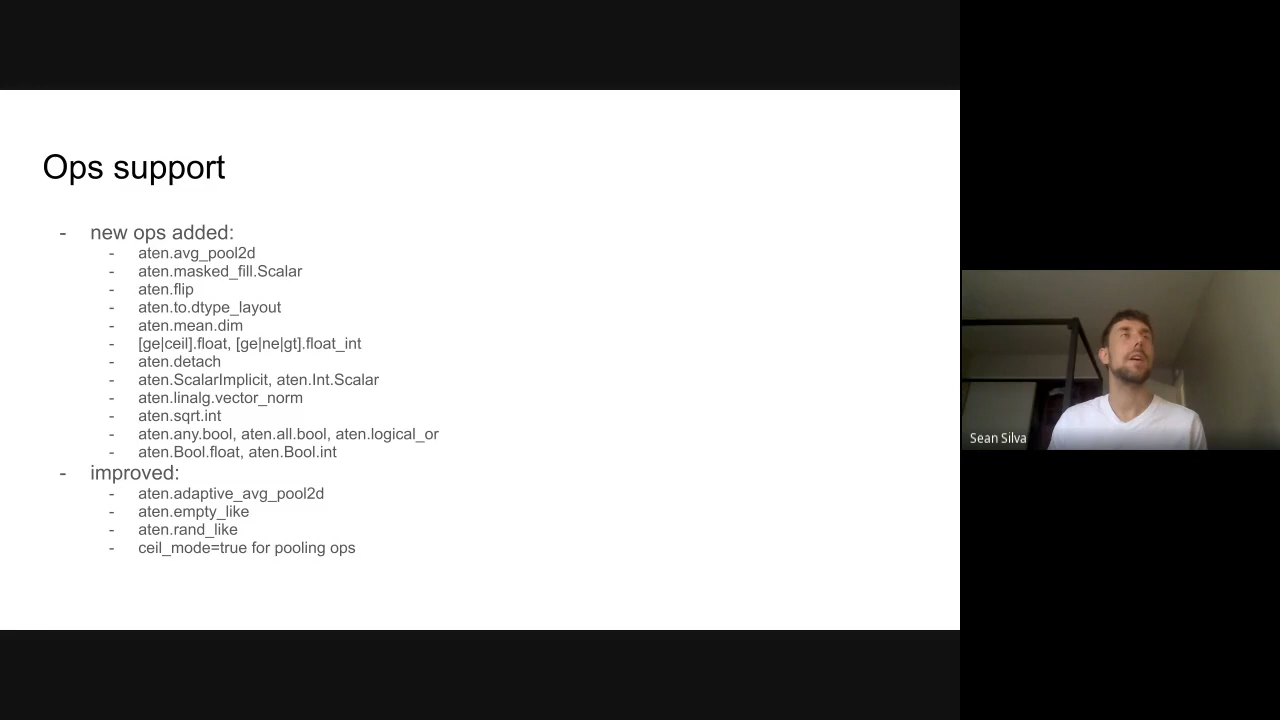 Ops support
- new ops added:
- aten.avg_pool2d
- aten.masked_fill.Scalar
- aten.flip
- aten.to.dtype_layout
- aten.mean.dim
- [ge|ceil].float, [ge|ne|gt].float_int
- aten.detach
- aten.ScalarImplicit, aten.Int.Scalar
- aten.linalg.vector_norm
- aten.sqrt.int
- aten.any.bool, aten.all.bool, aten.logical_or
- aten.Bool.float, aten.Bool.int
- improved:
- aten.adaptive_avg_pool2d
- aten.empty_like
- aten.rand_like
- ceil_mode=true for pooling ops
Sean Silva